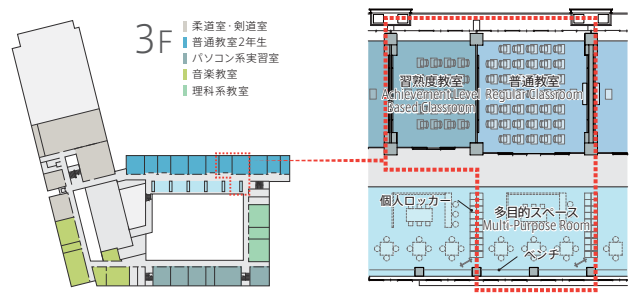 3F
柔道室・剣道室
普通教室2年生
パソコン系実習室
音楽教室
理科系教室
習熟度教室
Achievement Level
Based Classroom
普通教室
Regular Classroom
個人ロッカー
多目的スペース
Multi-Purpose Room
ベンチ